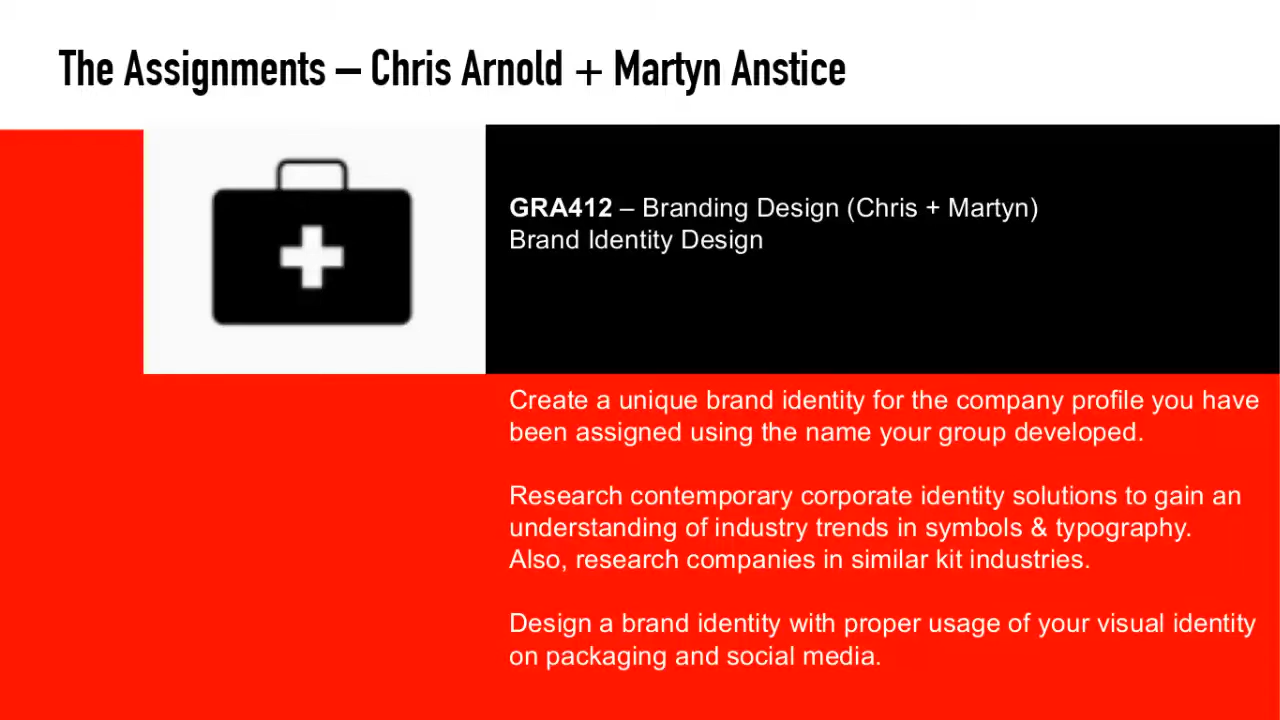 The Assignments – Chris Arnold + Martyn Anstice
GRA412 – Branding Design (Chris + Martyn)
Brand Identity Design
Create a unique brand identity for the company profile you have
been assigned using the name your group developed.
Research contemporary corporate identity solutions to gain an
understanding of industry trends in symbols & typography.
Also, research companies in similar kit industries.
Design a brand identity with proper usage of your visual identity
on packaging and social media.